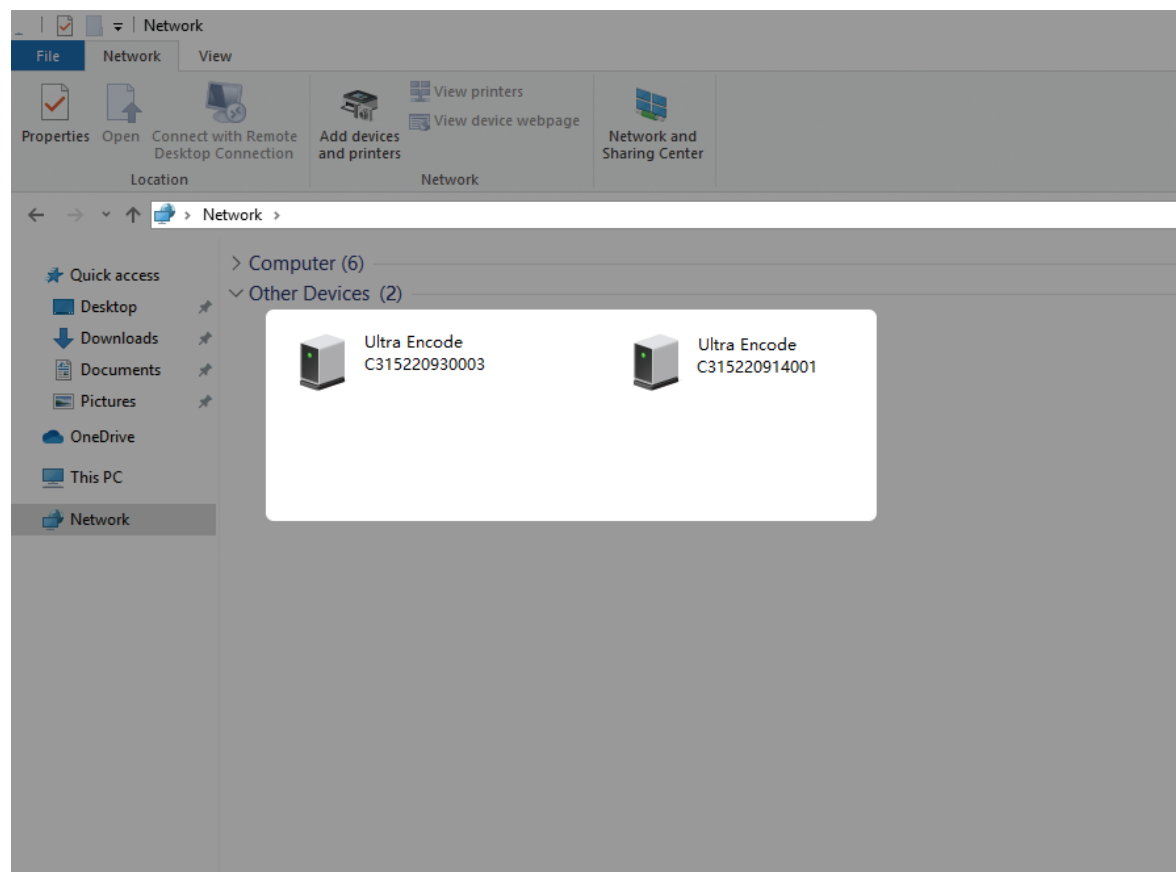 Network
File Network View
Properties
Open
Connect with Remote
Desktop Connection
Location
Add devices
and printers
View printers
View device webpage
Network
Network and
Sharing Center
Network
Quick access
Desktop
Downloads
Documents
Pictures
OneDrive
This PC
Network
Computer (6)
Other Devices (2)
Ultra Encode
C315220930003
Ultra Encode
C315220914001